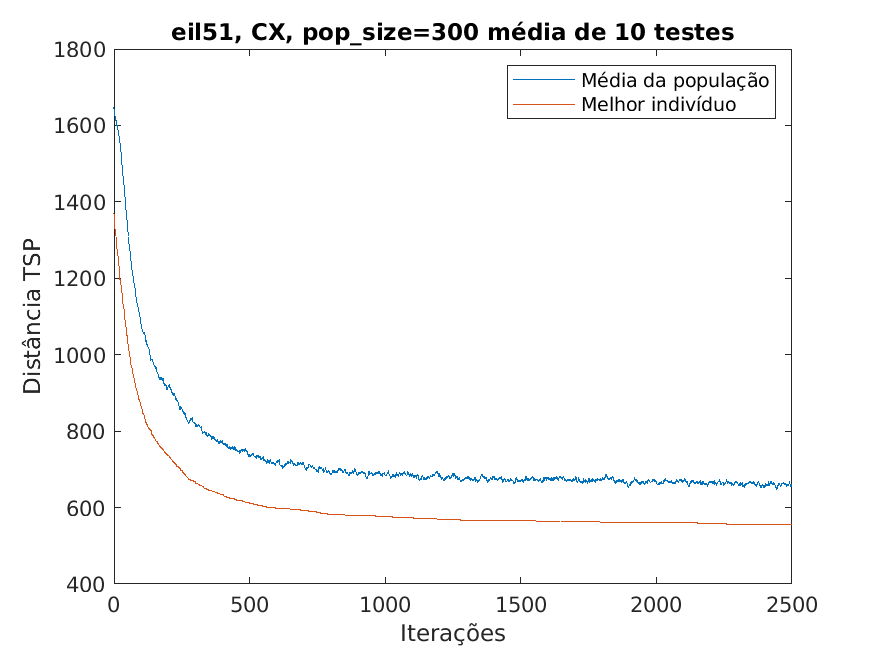 eil51, CX, pop_size=300 média de 10 testes
Média da população
Melhor indivíduo
1800
1600
1400
1200
1000
800
600
400
Distância TSP
0 500 1000 1500 2000 2500
Iterações